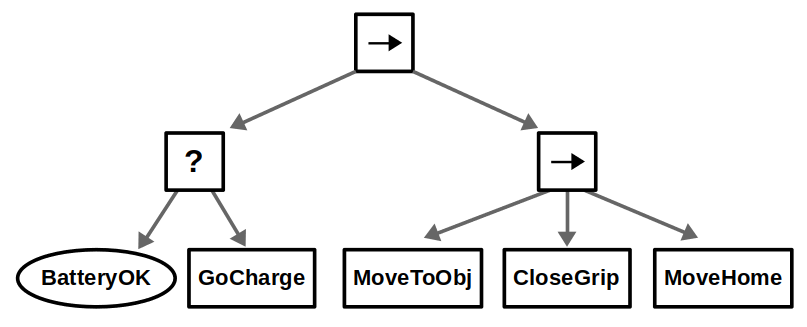 →
?
→
BatteryOK
GoCharge
MoveToObj
CloseGrip
MoveHome